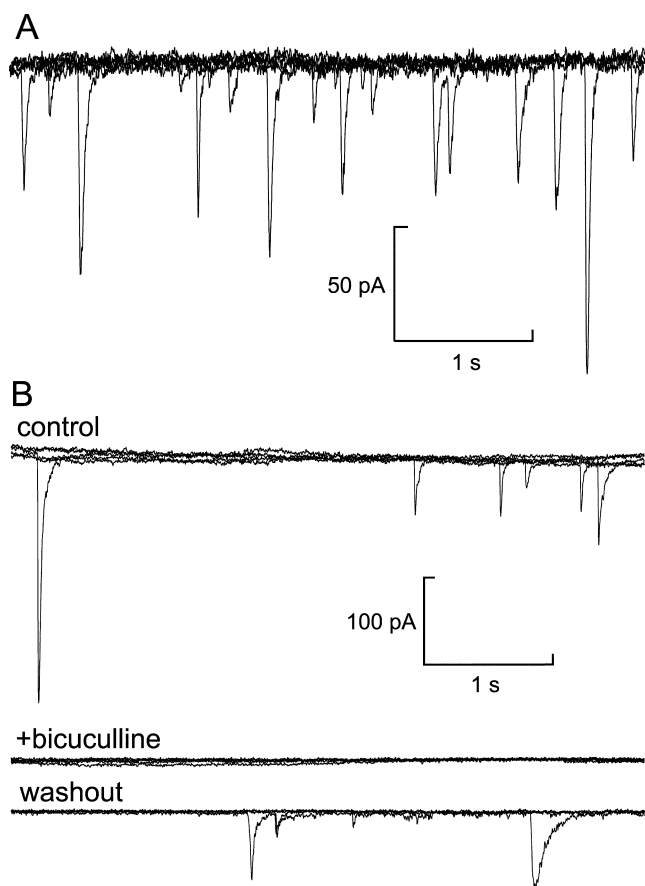 A
50 pA
1 s
B
control
100 pA
1 s
+bicuculline
washout